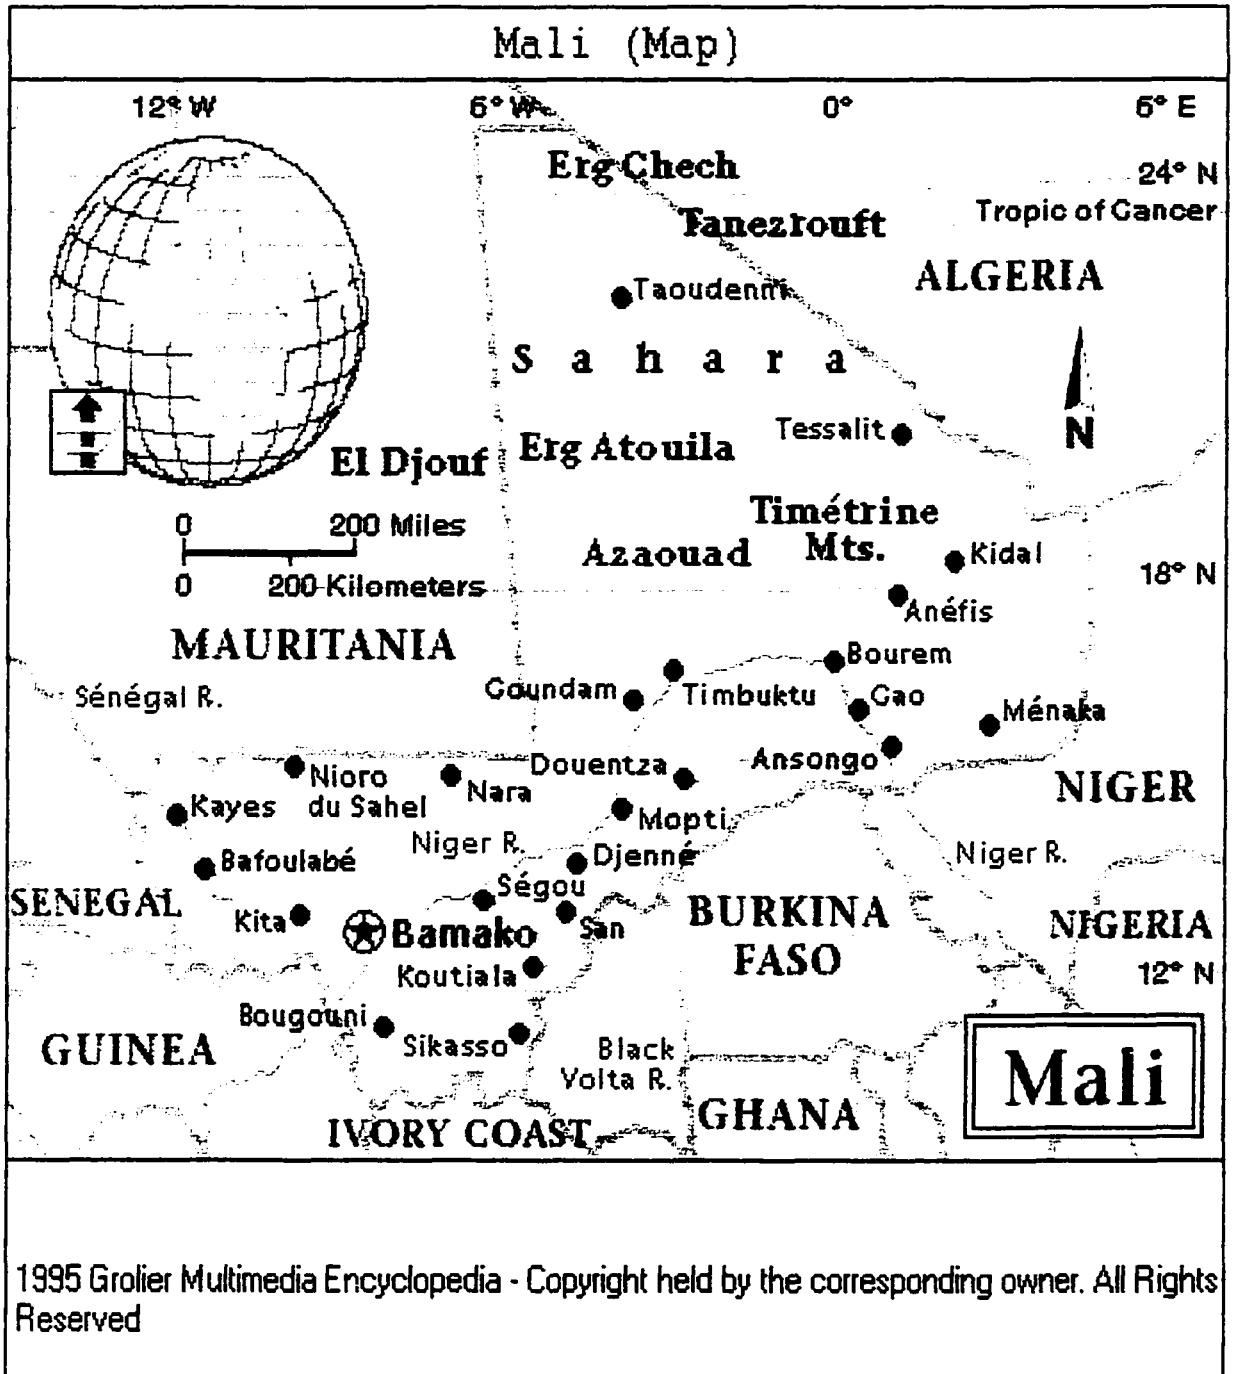 Mali (Map)
12° W
6° W
0°
6° E
Erg Chech
24° N
Tanezrouft
Tropic of Cancer
ALGERIA
Taoudenni
Sahara
N
Tessalit
Erg Atouila
El Djouf
Timétrine
Mts.
0
200 Miles
Azaouad
Kidal
0
200 Kilometers
18° N
Anéfis
MAURITANIA
Bourem
Sénégal R.
Goundam
Timbuktu
Gao
Ménaka
Nioro
du Sahel
Nara
Douentza
Ansongo
NIGER
Kayes
Mopti
Niger R.
Niger R.
Bafoulabé
Djenné
Ségou
SENEGAL
Kita
Bamako
San
BURKINA
FASO
NIGERIA
Koutiala
12° N
Bougouni
GUINEA
Sikasso
Black
Volta R.
Mali
IVORY COAST
GHANA
1995 Grolier Multimedia Encyclopedia - Copyright held by the corresponding owner. All Rights
Reserved